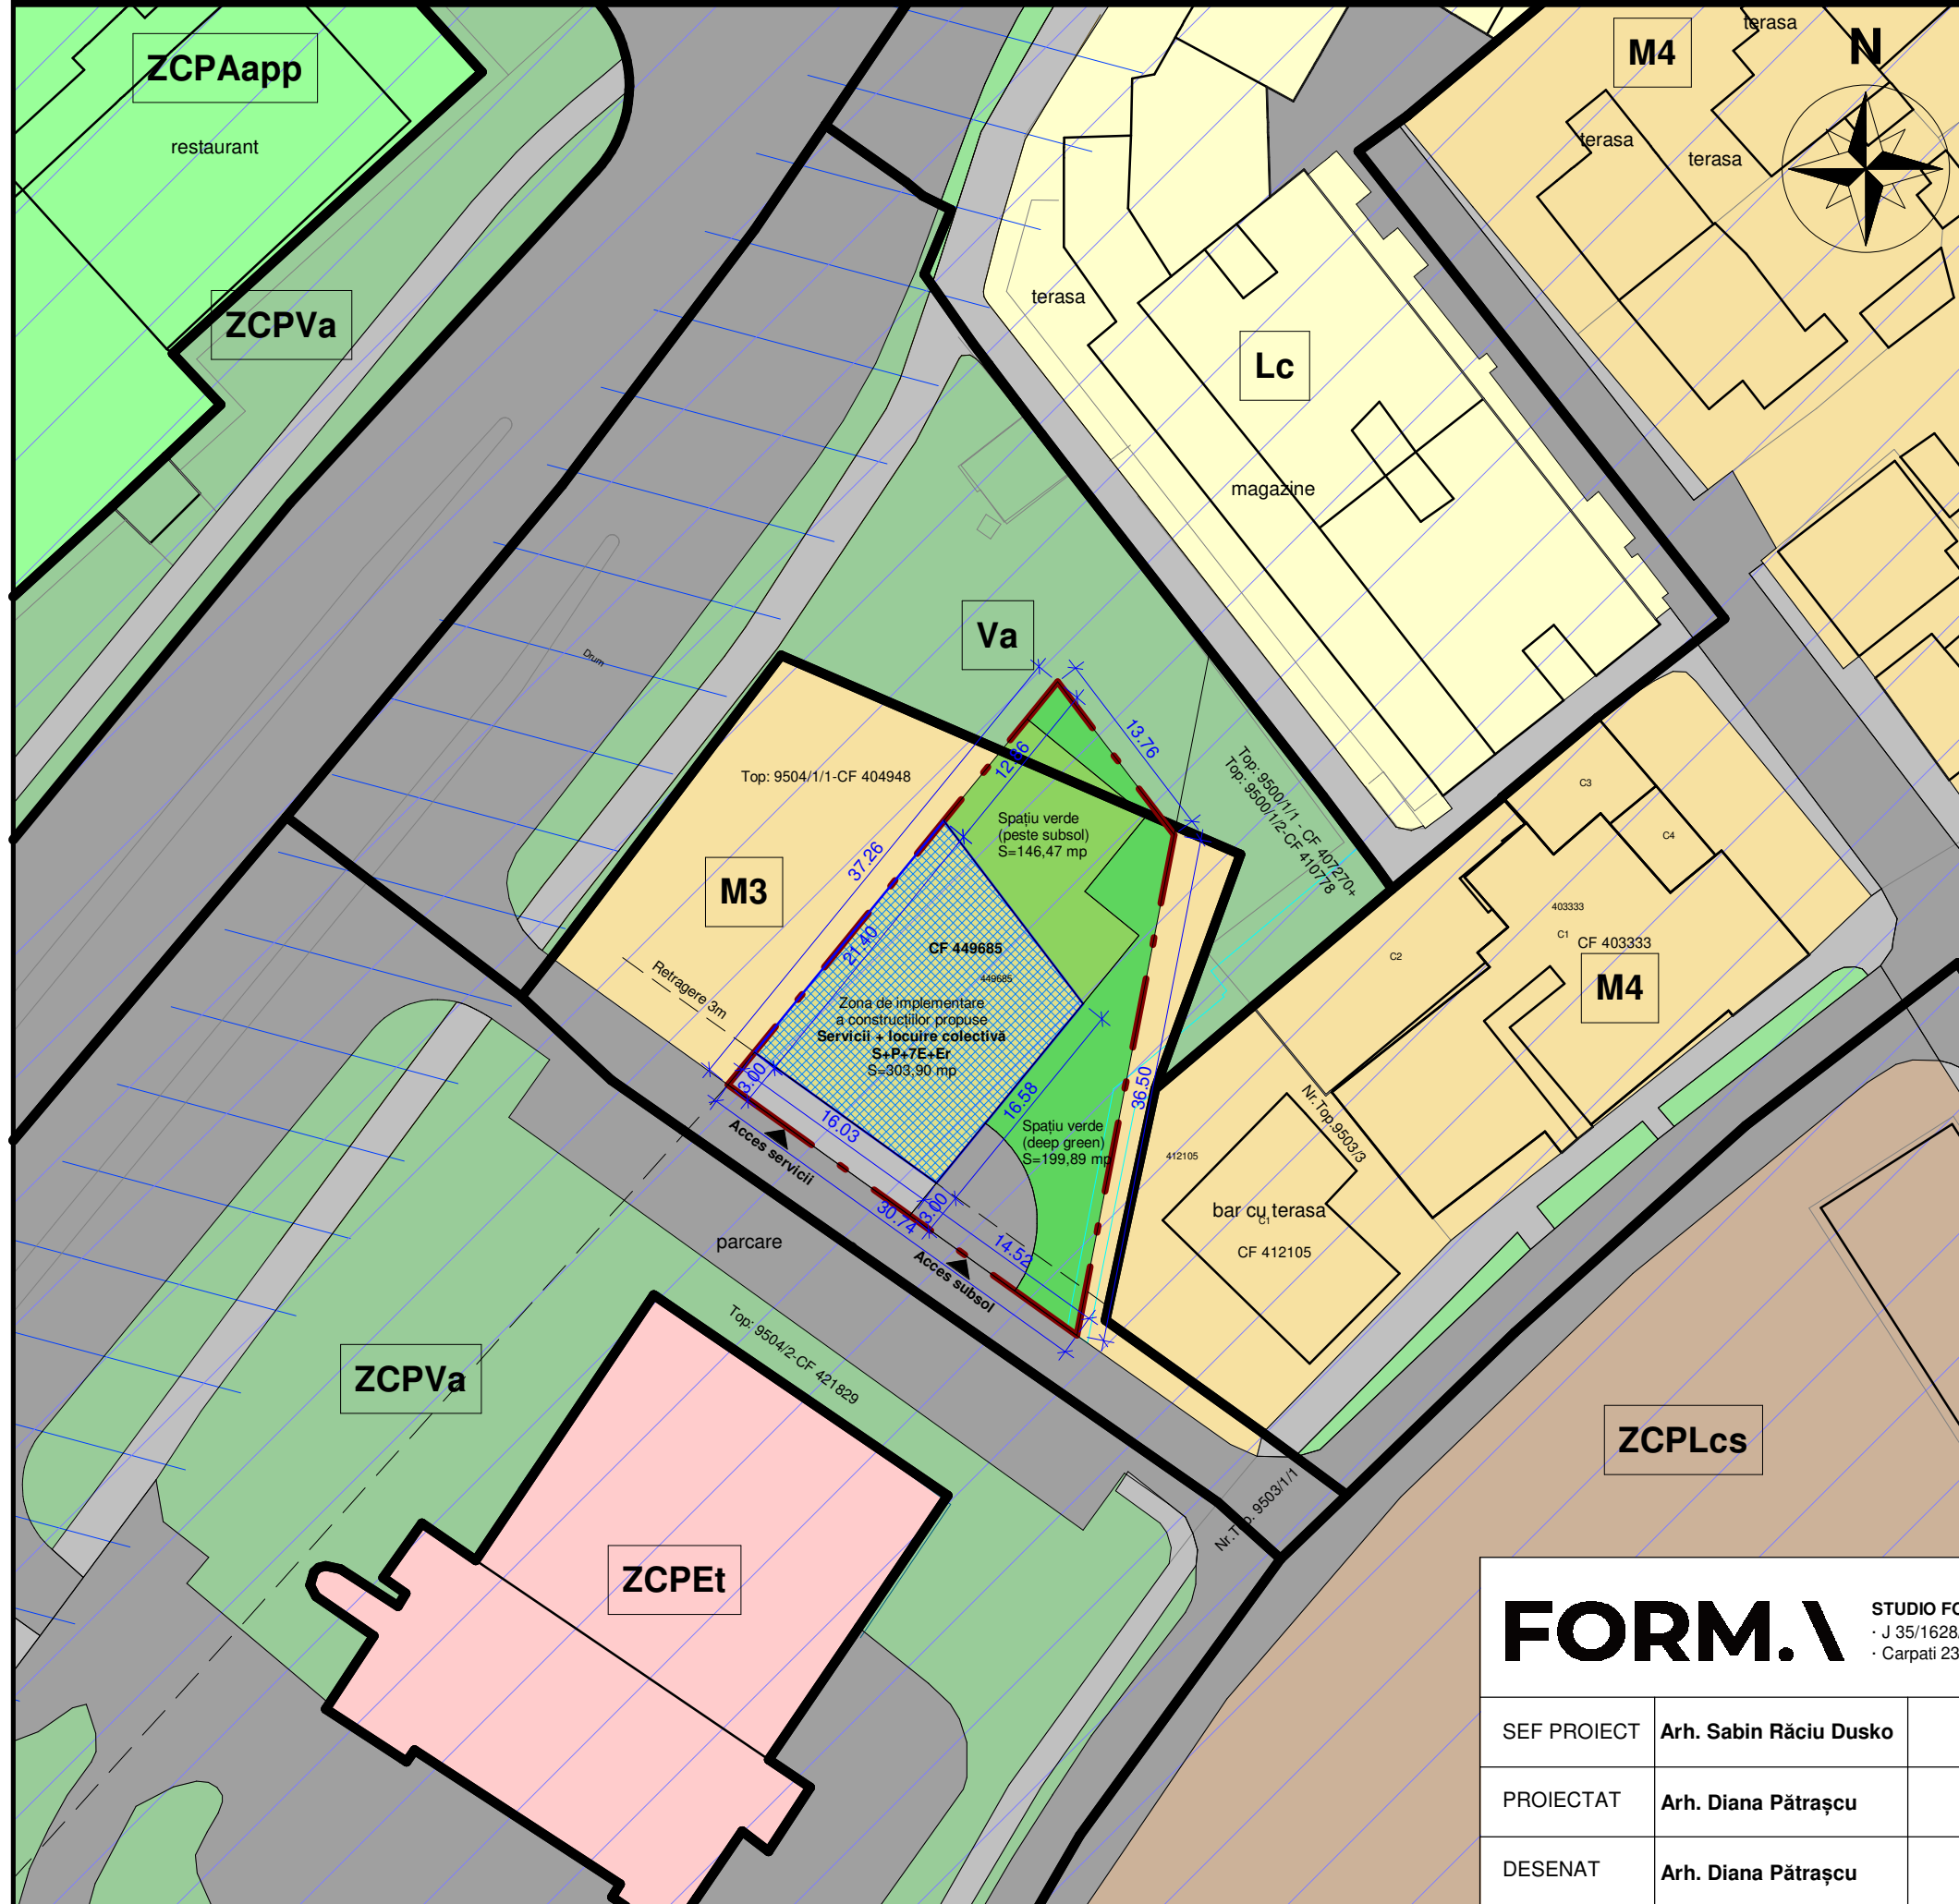 ZCPAapp
restaurant
ZCPVa
terasa
M4
terasa
terasa
N
terasa
Lc
magazine
Va
Drum
Top: 9504/1/1-CF 404948
M3
Retragere 3m
37.26
12.86
13.76
21.40
Spațiu verde
(peste subsol)
S=146,47 mp
CF 449685
449685
Zona de implementare
a construcțiilor propuse
Servicii + locuire colectivă
S+P+7E+Er
S=303,90 mp
Top: 9500/1/1 - CF 407270+
Top: 9500/1/2-CF 410778
3.00
16.03
16.58
36.50
Spațiu verde
(deep green)
S=199,89 mp
Acces servicii
30.74
3.00
14.52
Acces subsol
C3
C4
403333
C1
CF 403333
C2
M4
Nr.Top.9503/3
412105
bar cu terasa
C1
CF 412105
parcare
Top: 9504/2-CF 421829
ZCPVa
ZCPEt
Nr.Top. 9503/1/1
ZCPLcs
FORM.\
STUDIO FO
· J 35/1628
· Carpati 23
SEF PROIECT Arh. Sabin Răciu Dusko
PROIECTAT Arh. Diana Pătrașcu
DESENAT Arh. Diana Pătrașcu